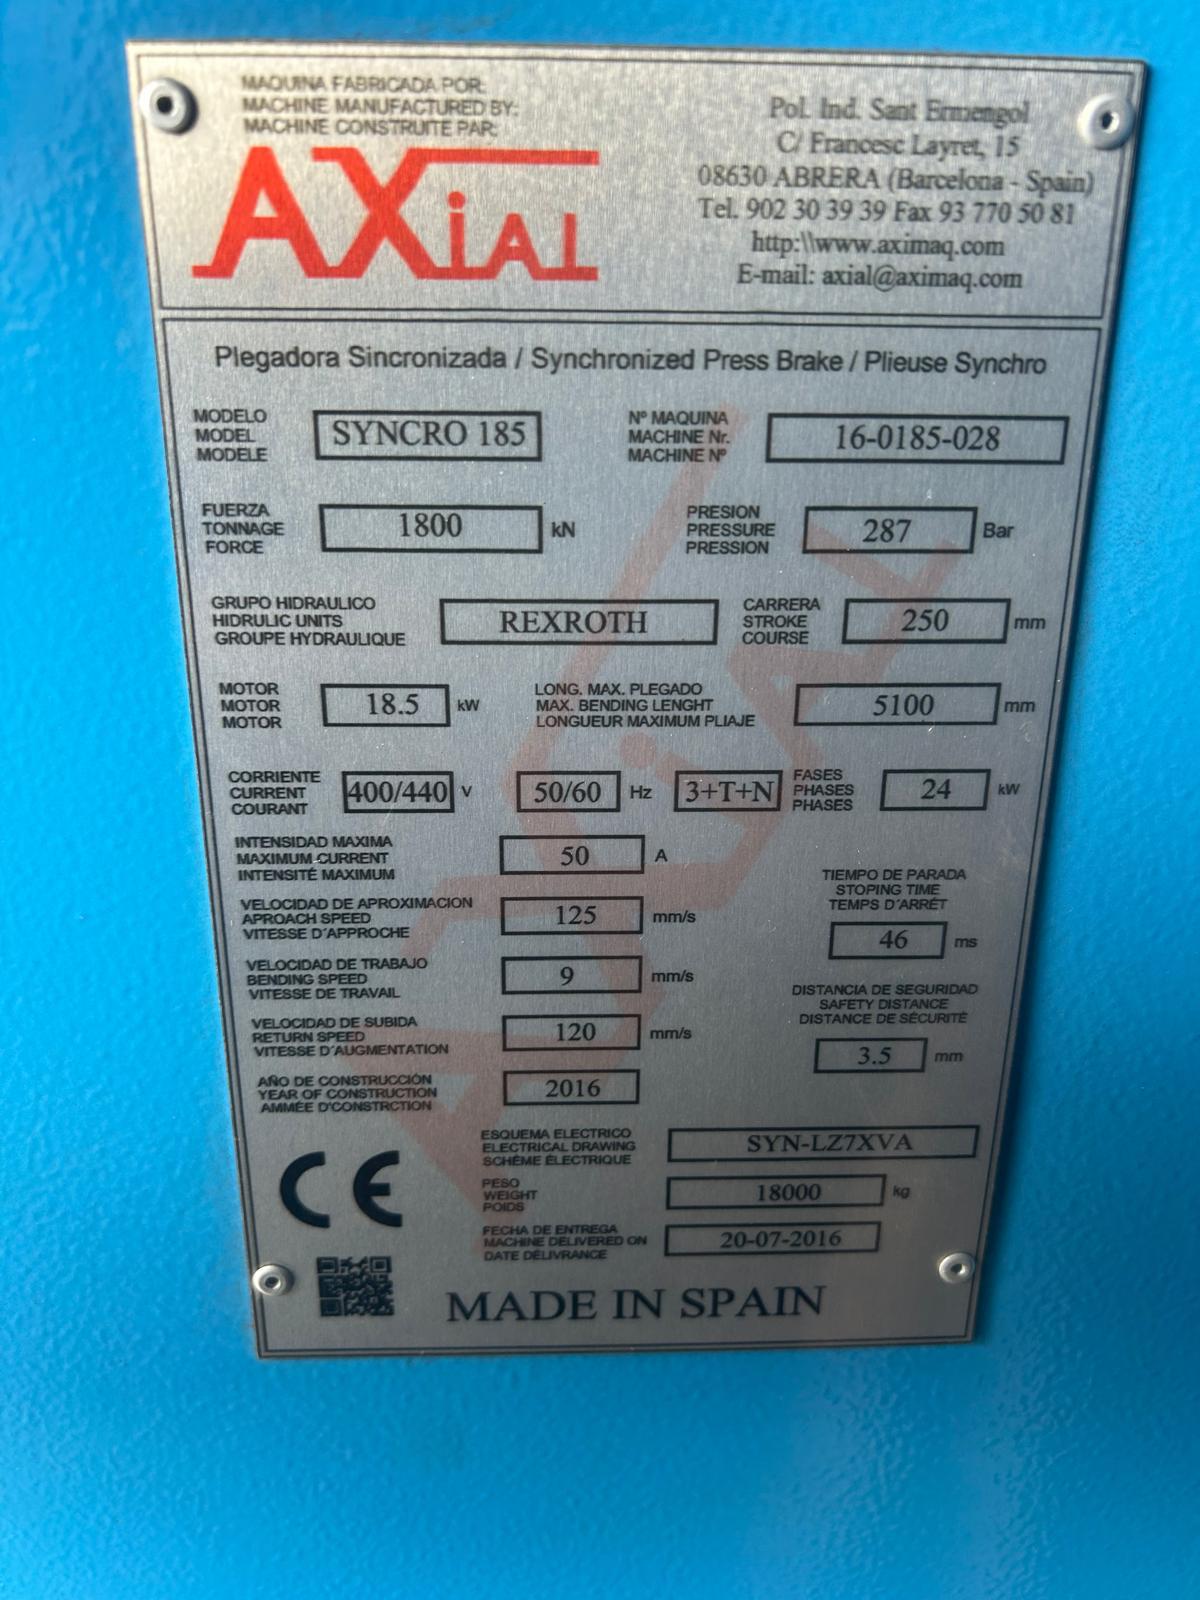 MAQUINA FABRICADA POR:
MACHINE MANUFACTURED BY:
MACHINE CONSTRUITE PAR:
AXiAL
Pol. Ind. Sant Ermengol
C/ Francesc Layret, 15
08630 ABRERA (Barcelona - Spain)
Tel. 902 30 39 39 Fax 93 770 50 81
http:\\www.aximaq.com
E-mail: axial@aximaq.com
Plegadora Sincronizada / Synchronized Press Brake / Plieuse Synchro
MODELO
MODEL
MODELE
SYNCRO 185
Nº MAQUINA
MACHINE Nr.
MACHINE Nº
16-0185-028
FUERZA
TONNAGE
FORCE
1800 kN
PRESION
PRESSURE
PRESSION
287 Bar
GRUPO HIDRAULICO
HIDRULIC UNITS
GROUPE HYDRAULIQUE
REXROTH
CARRERA
STROKE
COURSE
250 mm
MOTOR
MOTOR
MOTOR
18.5 kW
LONG. MAX. PLEGADO
MAX. BENDING LENGHT
LONGUEUR MAXIMUM PLIAJE
5100 mm
CORRIENTE
CURRENT
COURANT
400/440 V
50/60 Hz
3+T+N
FASES
PHASES
PHASES
24 kW
INTENSIDAD MAXIMA
MAXIMUM CURRENT
INTENSITÉ MAXIMUM
50 A
VELOCIDAD DE APROXIMACION
APROACH SPEED
VITESSE D'APPROCHE
125 mm/s
TIEMPO DE PARADA
STOPING TIME
TEMPS D'ARRÉT
46 ms
VELOCIDAD DE TRABAJO
BENDING SPEED
VITESSE DE TRAVAIL
9 mm/s
DISTANCIA DE SEGURIDAD
SAFETY DISTANCE
DISTANCE DE SÉCURITÉ
3.5 mm
VELOCIDAD DE SUBIDA
RETURN SPEED
VITESSE D'AUGMENTATION
120 mm/s
AÑO DE CONSTRUCCIÓN
YEAR OF CONSTRUCTION
AMMÉE D'CONSTRCTION
2016
ESQUEMA ELECTRICO
ELECTRICAL DRAWING
SCHÈME ÉLECTRIQUE
SYN-LZ7XVA
PESO
WEIGHT
POIDS
18000 kg
FECHA DE ENTREGA
MACHINE DELIVERED ON
DATE DÉLIVRANCE
20-07-2016
CE
MADE IN SPAIN